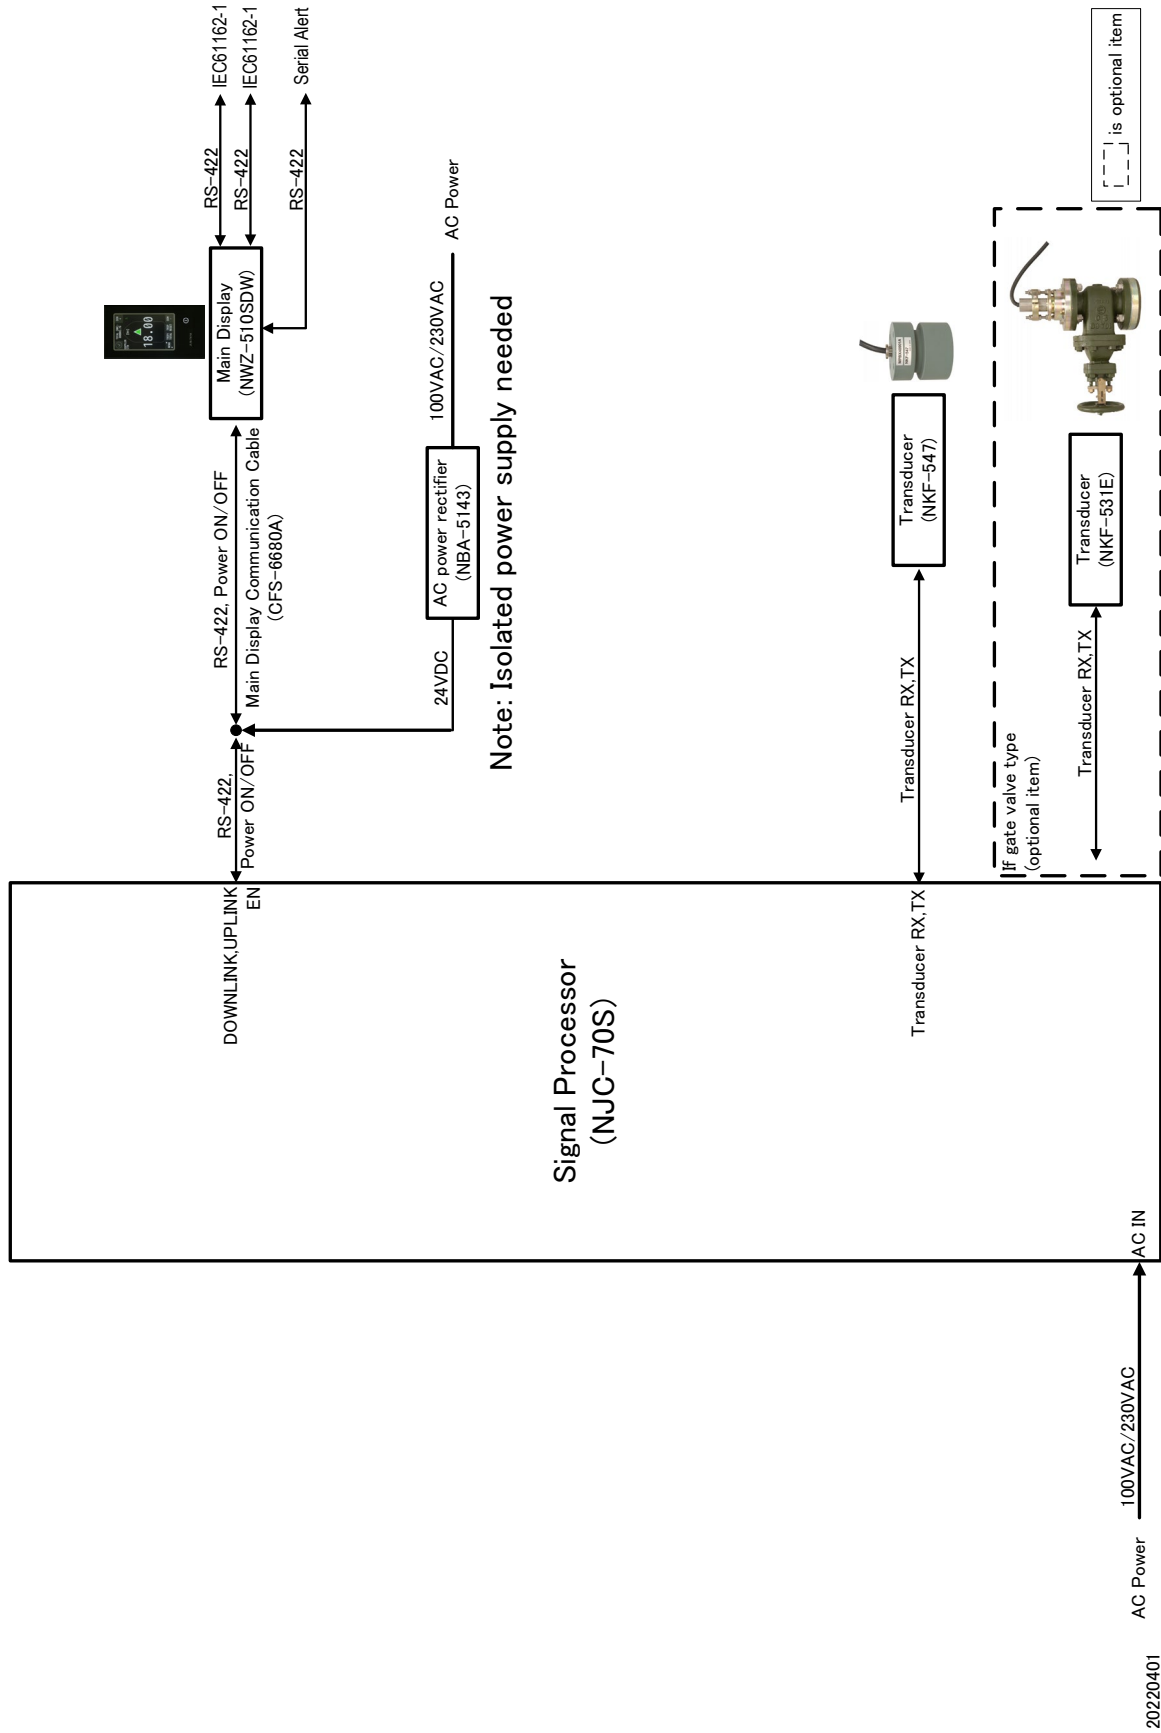 IEC61162-1
IEC61162-1
Serial Alert
RS-422
RS-422
RS-422
Main Display
(NWZ-510SDW)
18.00
RS-422, Power ON/OFF
Main Display Communication Cable
(CFS-6680A)
RS-422,
Power ON/OFF
DOWNLINK,UPLINK
EN
AC Power
100VAC/230VAC
AC power rectifier
(NBA-5143)
24VDC
Note: Isolated power supply needed
Signal Processor
(NJC-70S)
Transducer
(NKF-547)
Transducer RX,TX
Transducer RX,TX
If gate valve type
(optional item)
Transducer
(NKF-531E)
Transducer RX,TX
is optional item
AC IN
100VAC/230VAC
AC Power
20220401